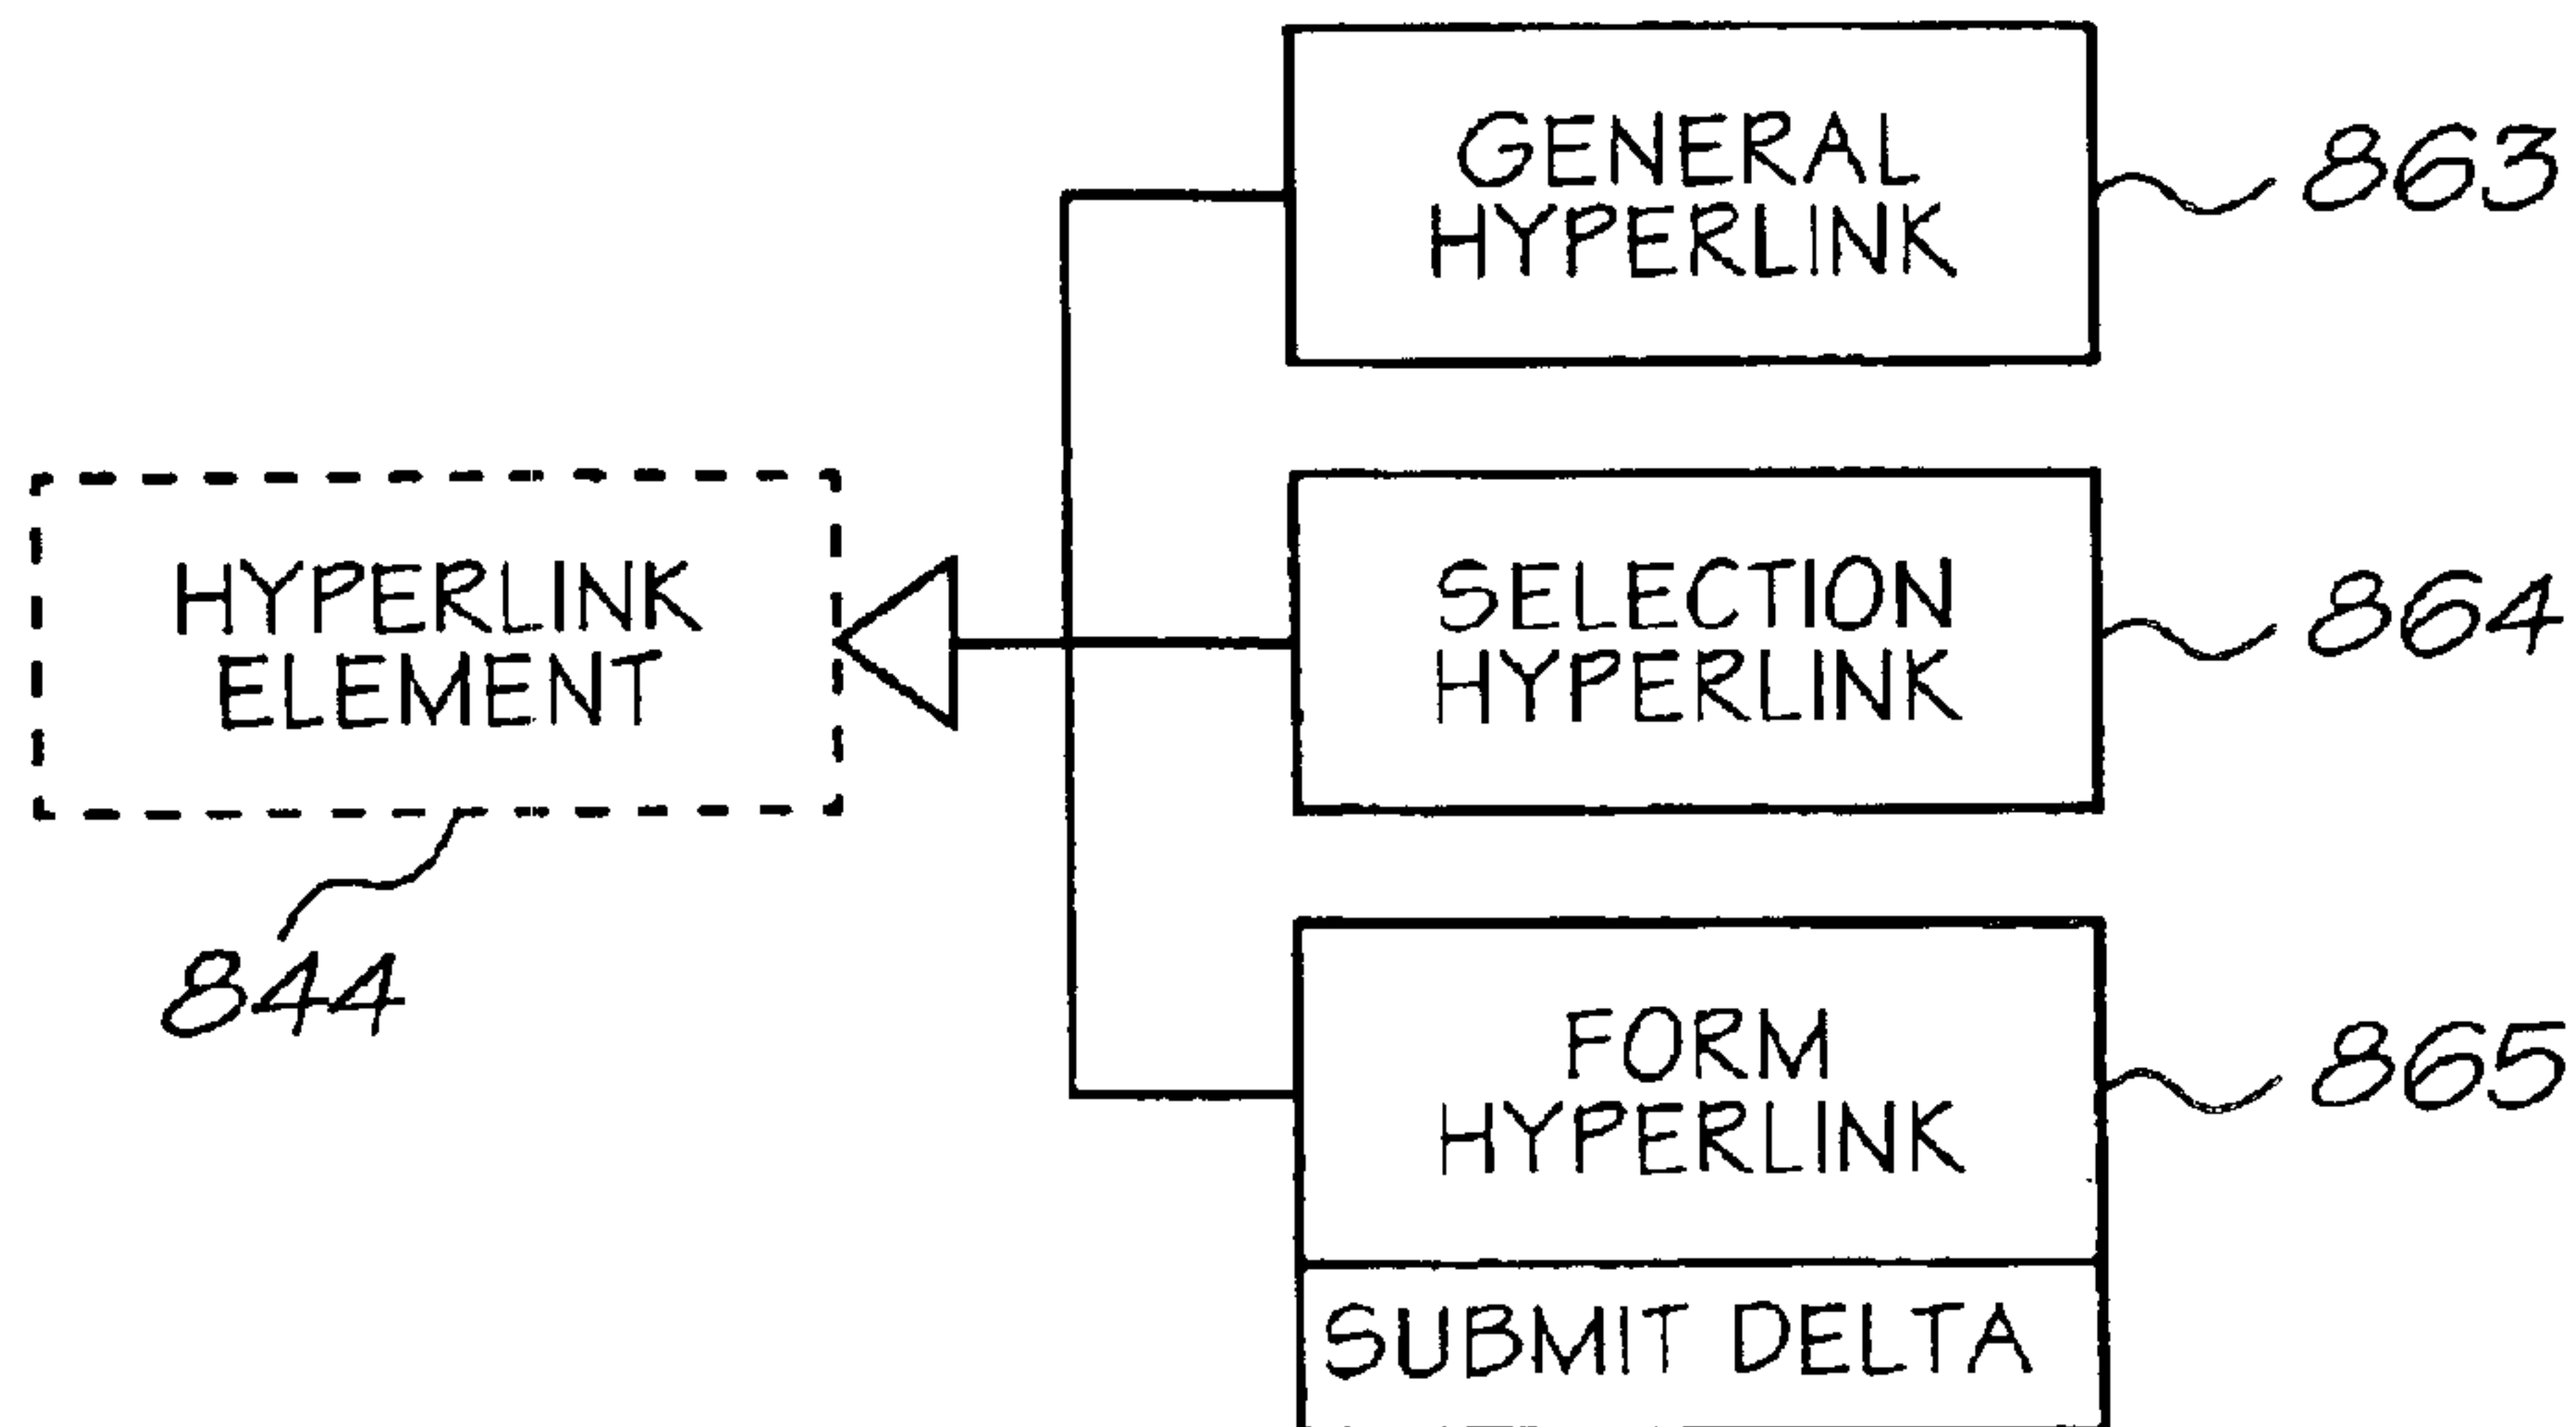 GENERAL
HYPERLINK
863
HYPERLINK
ELEMENT
844
SELECTION
HYPERLINK
864
FORM
HYPERLINK
865
SUBMIT DELTA